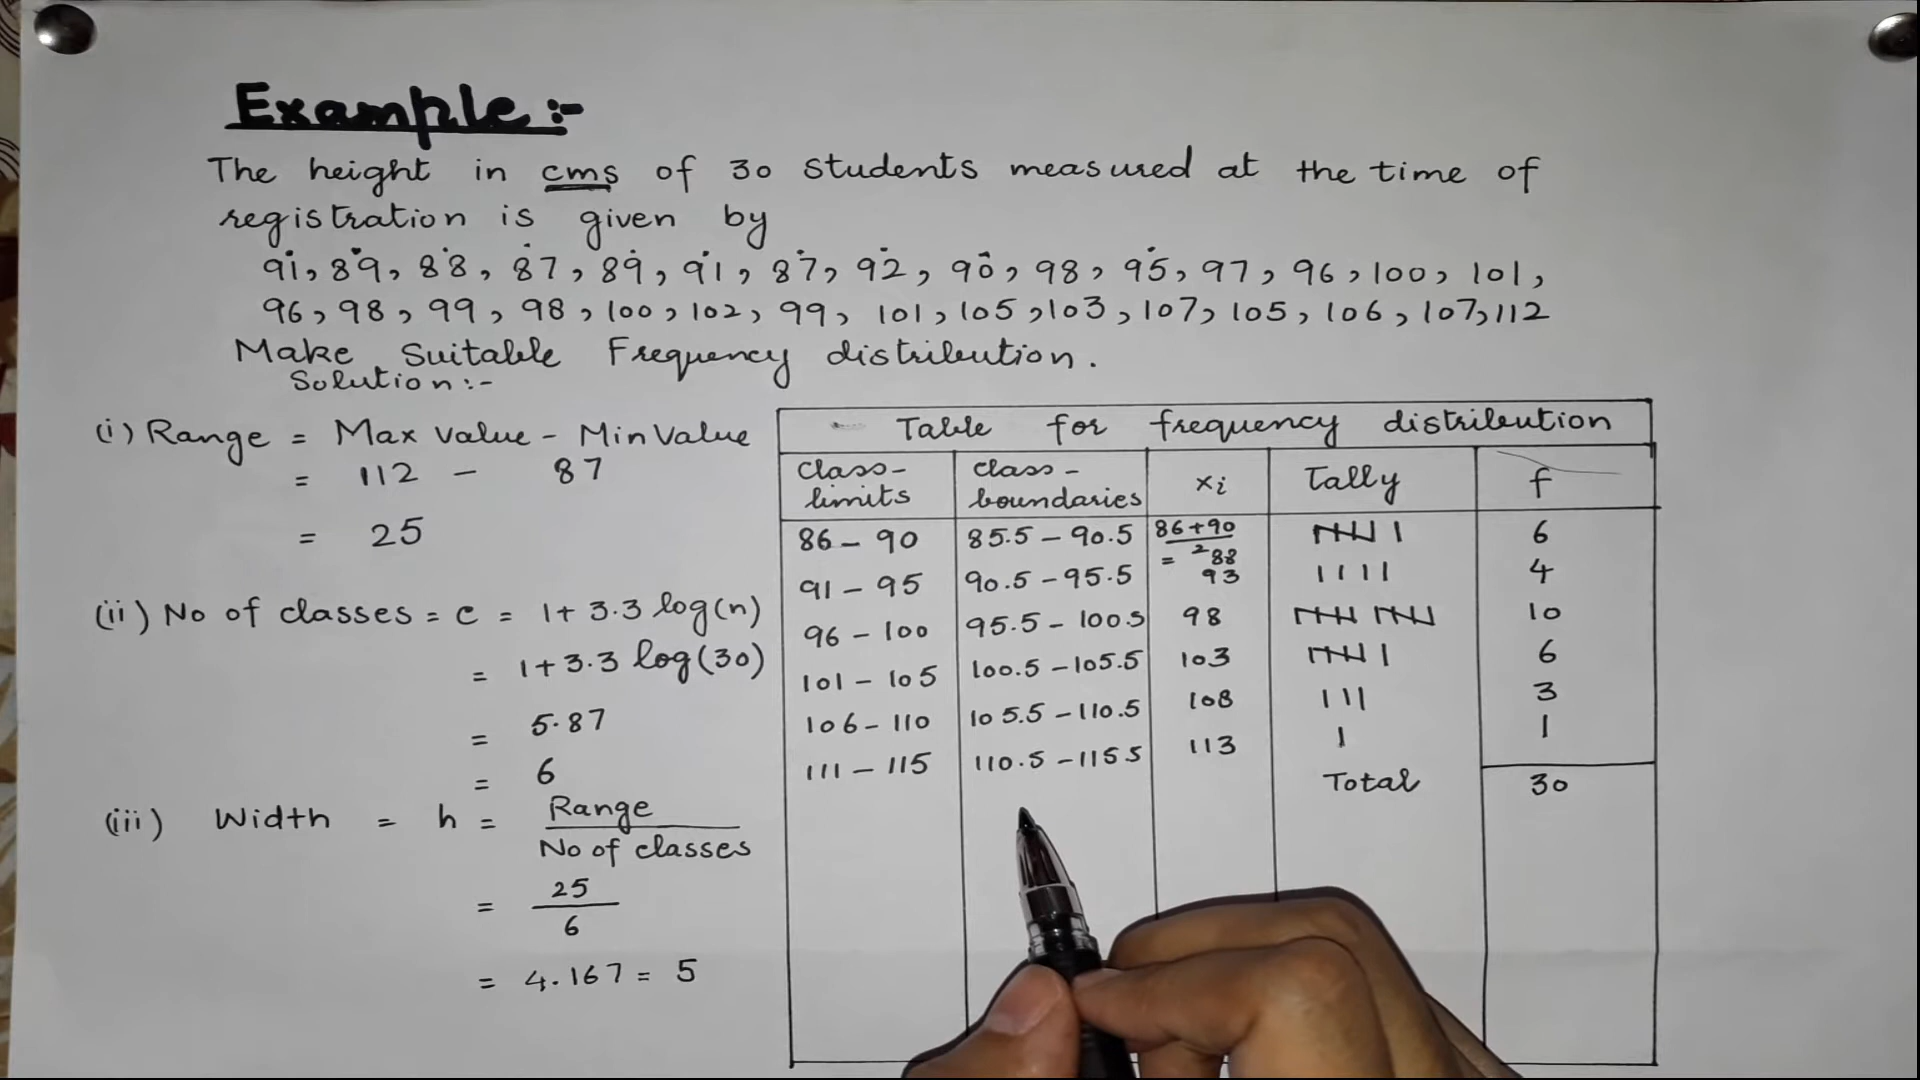 Example:-
The height in cms of 30 students measured at the time of
registration is given by
91, 89, 88, 87, 89, 91, 87, 92, 90, 98, 95, 97, 96, 100, 101,
96, 98, 99, 98, 100, 102, 99, 101, 105, 103, 107, 105, 106, 107, 112
Make Suitable Frequency distribution.
Solution:-
(i) Range = Max value - Min Value
= 112 - 87
= 25
(ii) No of classes = c = 1+ 3.3 log(n)
= 1+3.3 log(30)
= 5.87
= 6
(iii) Width = h = Range
No of classes
= 25
6
= 4.167 = 5
Table for frequency distribution
class-limits class-boundaries xi Tally f
86 - 90 85.5 - 90.5 86+90 / 2 = 88 𝍸 | 6
91 - 95 90.5 - 95.5 93 |||| 4
96 - 100 95.5 - 100.5 98 𝍸 𝍸 10
101 - 105 100.5 - 105.5 103 𝍸 | 6
106 - 110 105.5 - 110.5 108 ||| 3
111 - 115 110.5 - 115.5 113 | 1
Total 30